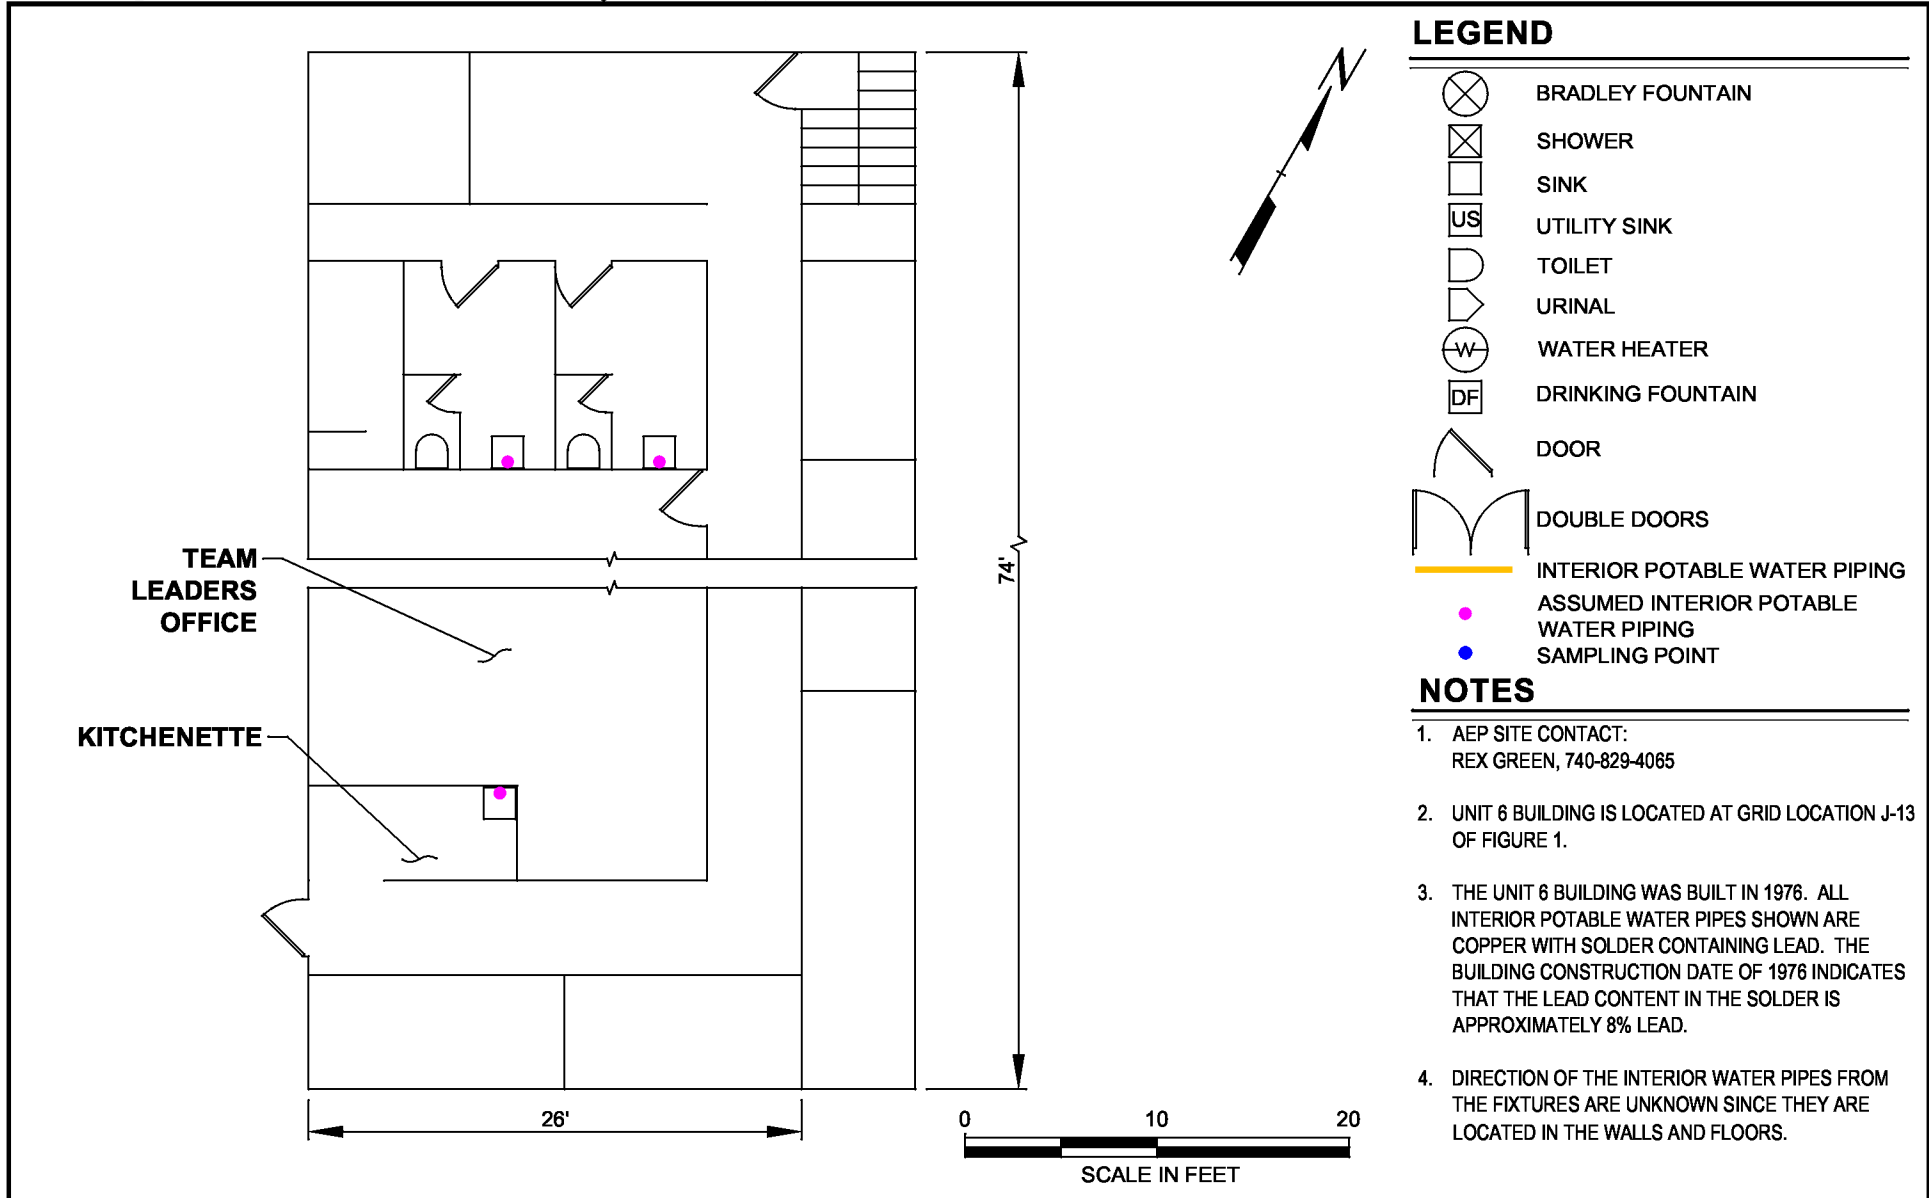 LEGEND
N
BRADLEY FOUNTAIN
SHOWER
SINK
US UTILITY SINK
TOILET
URINAL
W WATER HEATER
DF DRINKING FOUNTAIN
DOOR
DOUBLE DOORS
INTERIOR POTABLE WATER PIPING
ASSUMED INTERIOR POTABLE
WATER PIPING
SAMPLING POINT
TEAM
LEADERS
OFFICE
KITCHENETTE
74'
26'
0 10 20
SCALE IN FEET
NOTES
1. AEP SITE CONTACT:
REX GREEN, 740-829-4065
2. UNIT 6 BUILDING IS LOCATED AT GRID LOCATION J-13
OF FIGURE 1.
3. THE UNIT 6 BUILDING WAS BUILT IN 1976. ALL
INTERIOR POTABLE WATER PIPES SHOWN ARE
COPPER WITH SOLDER CONTAINING LEAD. THE
BUILDING CONSTRUCTION DATE OF 1976 INDICATES
THAT THE LEAD CONTENT IN THE SOLDER IS
APPROXIMATELY 8% LEAD.
4. DIRECTION OF THE INTERIOR WATER PIPES FROM
THE FIXTURES ARE UNKNOWN SINCE THEY ARE
LOCATED IN THE WALLS AND FLOORS.